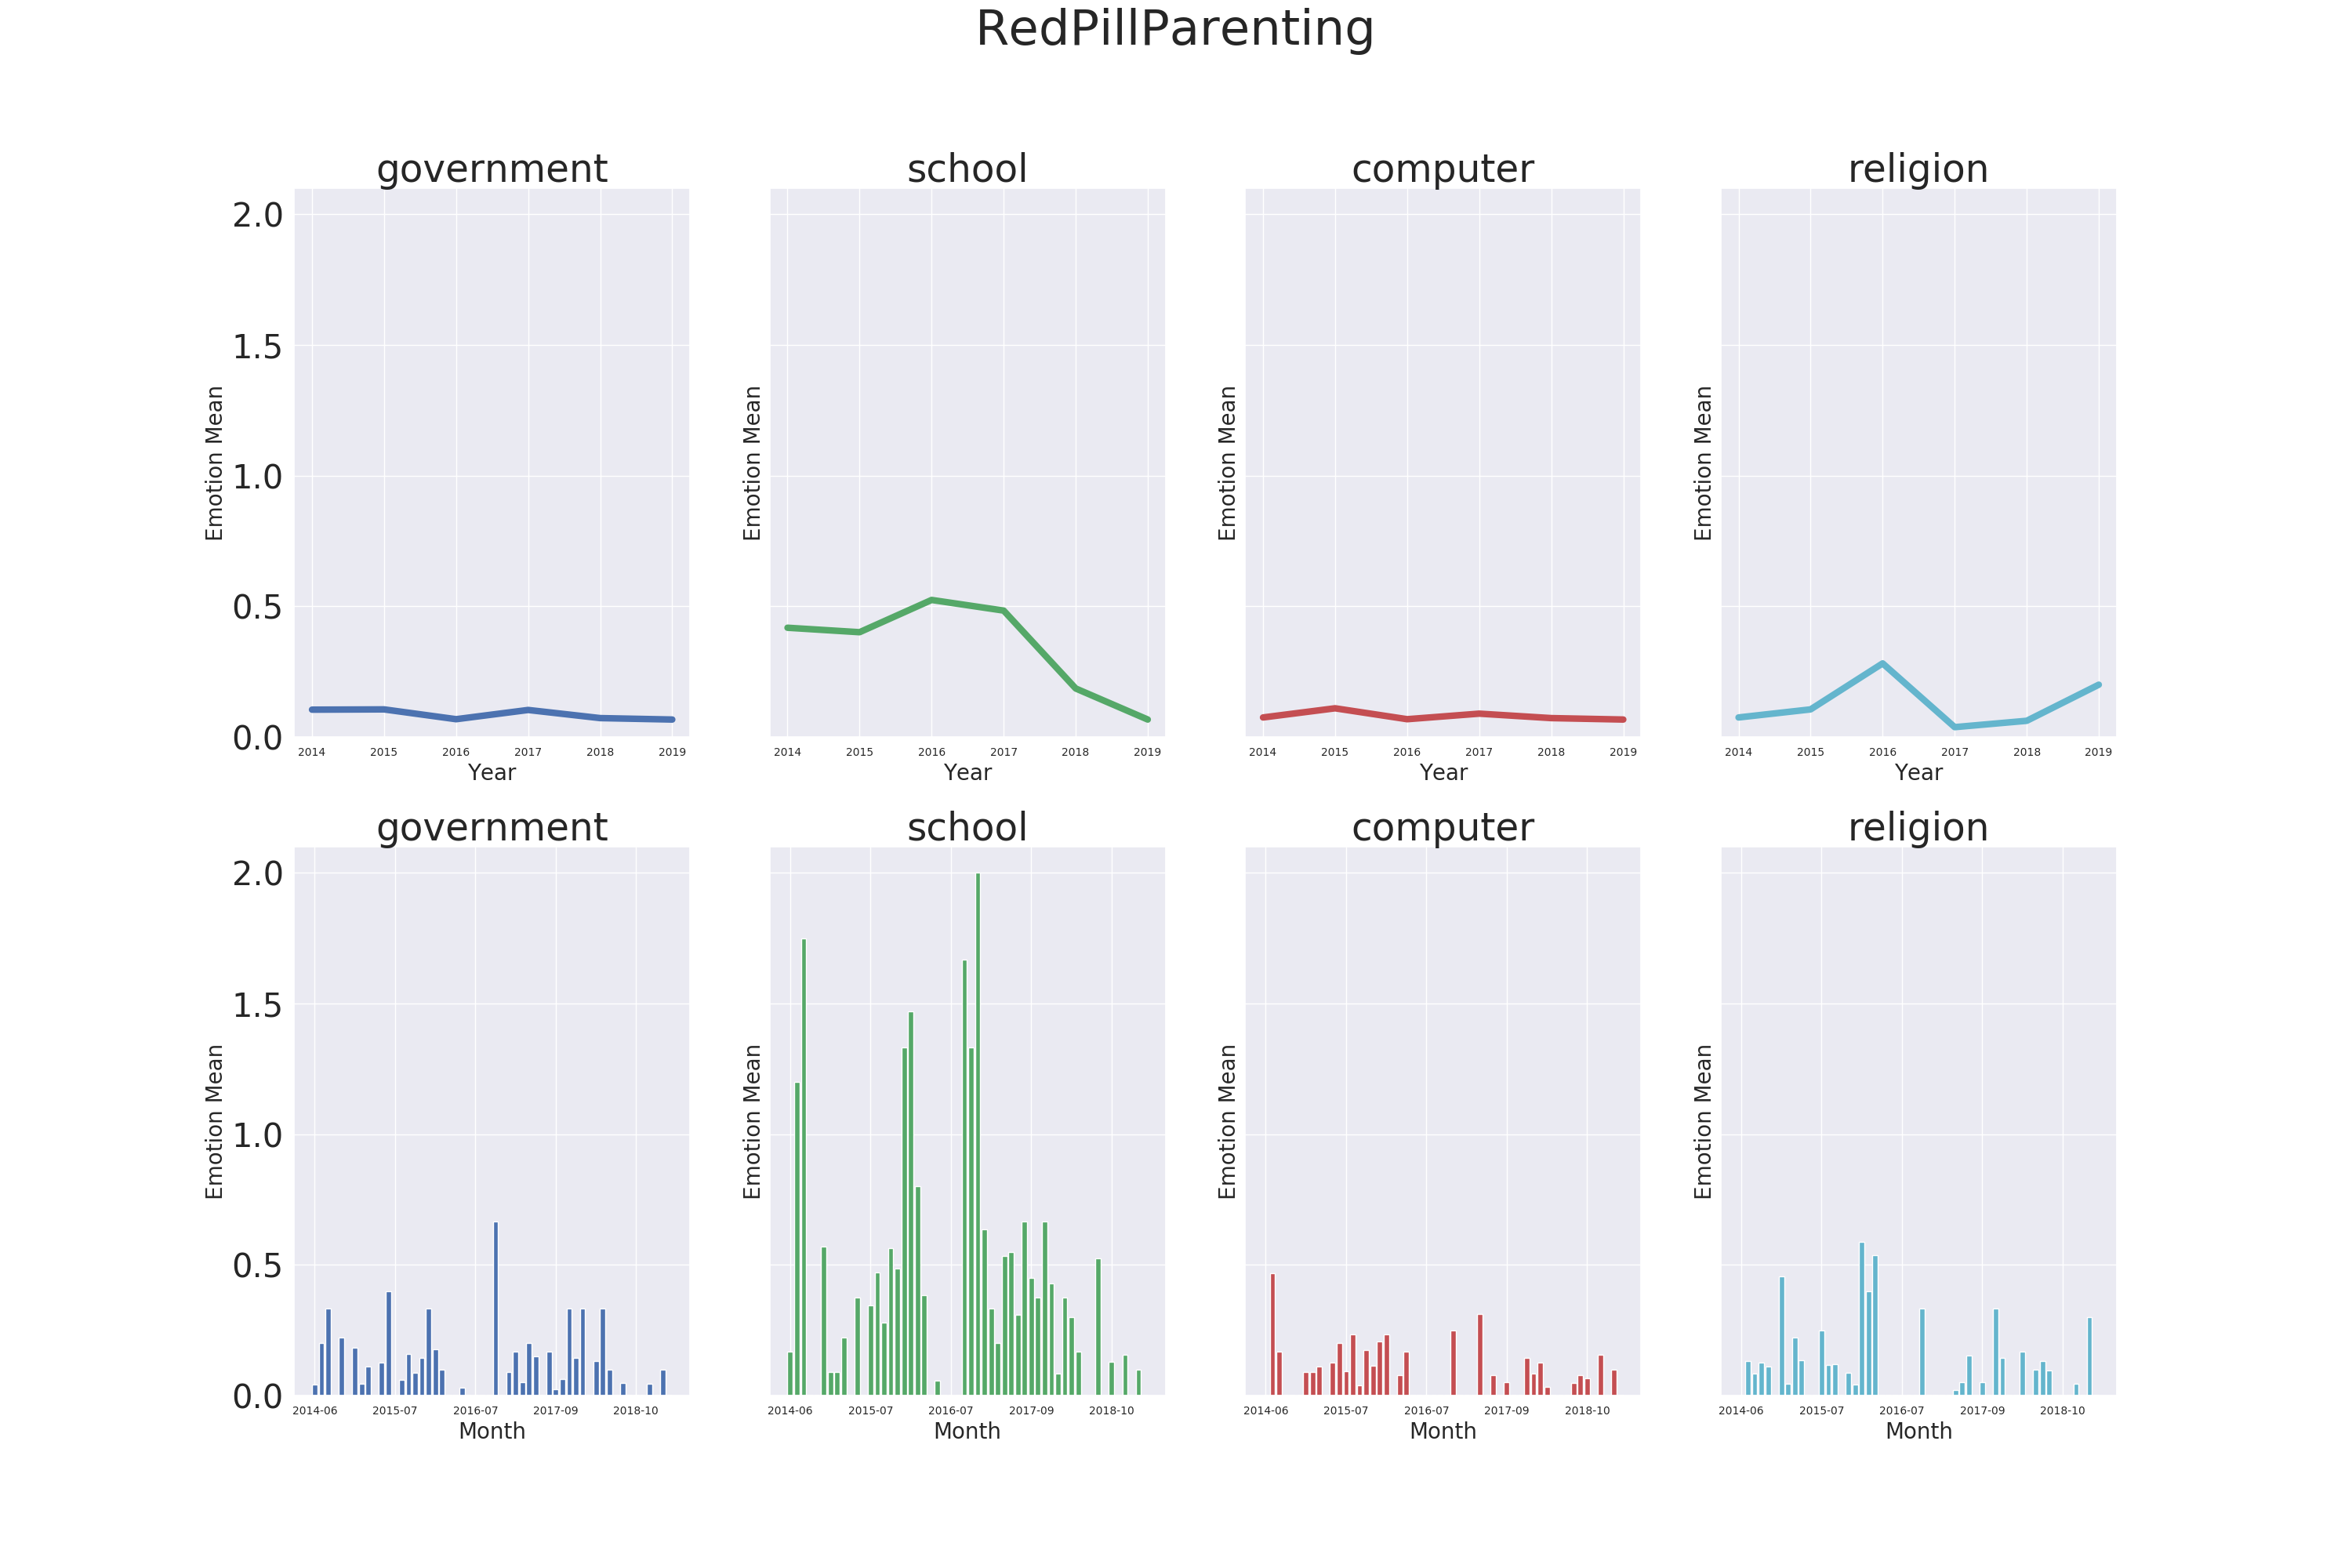 RedPillParenting
government school computer religion
2.0
1.5
1.0
0.5
0.0
Emotion Mean Emotion Mean Emotion Mean Emotion Mean
2014 2015 2016 2017 2018 2019 2014 2015 2016 2017 2018 2019 2014 2015 2016 2017 2018 2019 2014 2015 2016 2017 2018 2019
Year Year Year Year
government school computer religion
2.0
1.5
1.0
0.5
0.0
Emotion Mean Emotion Mean Emotion Mean Emotion Mean
2014-06 2015-07 2016-07 2017-09 2018-10 2014-06 2015-07 2016-07 2017-09 2018-10 2014-06 2015-07 2016-07 2017-09 2018-10 2014-06 2015-07 2016-07 2017-09 2018-10
Month Month Month Month